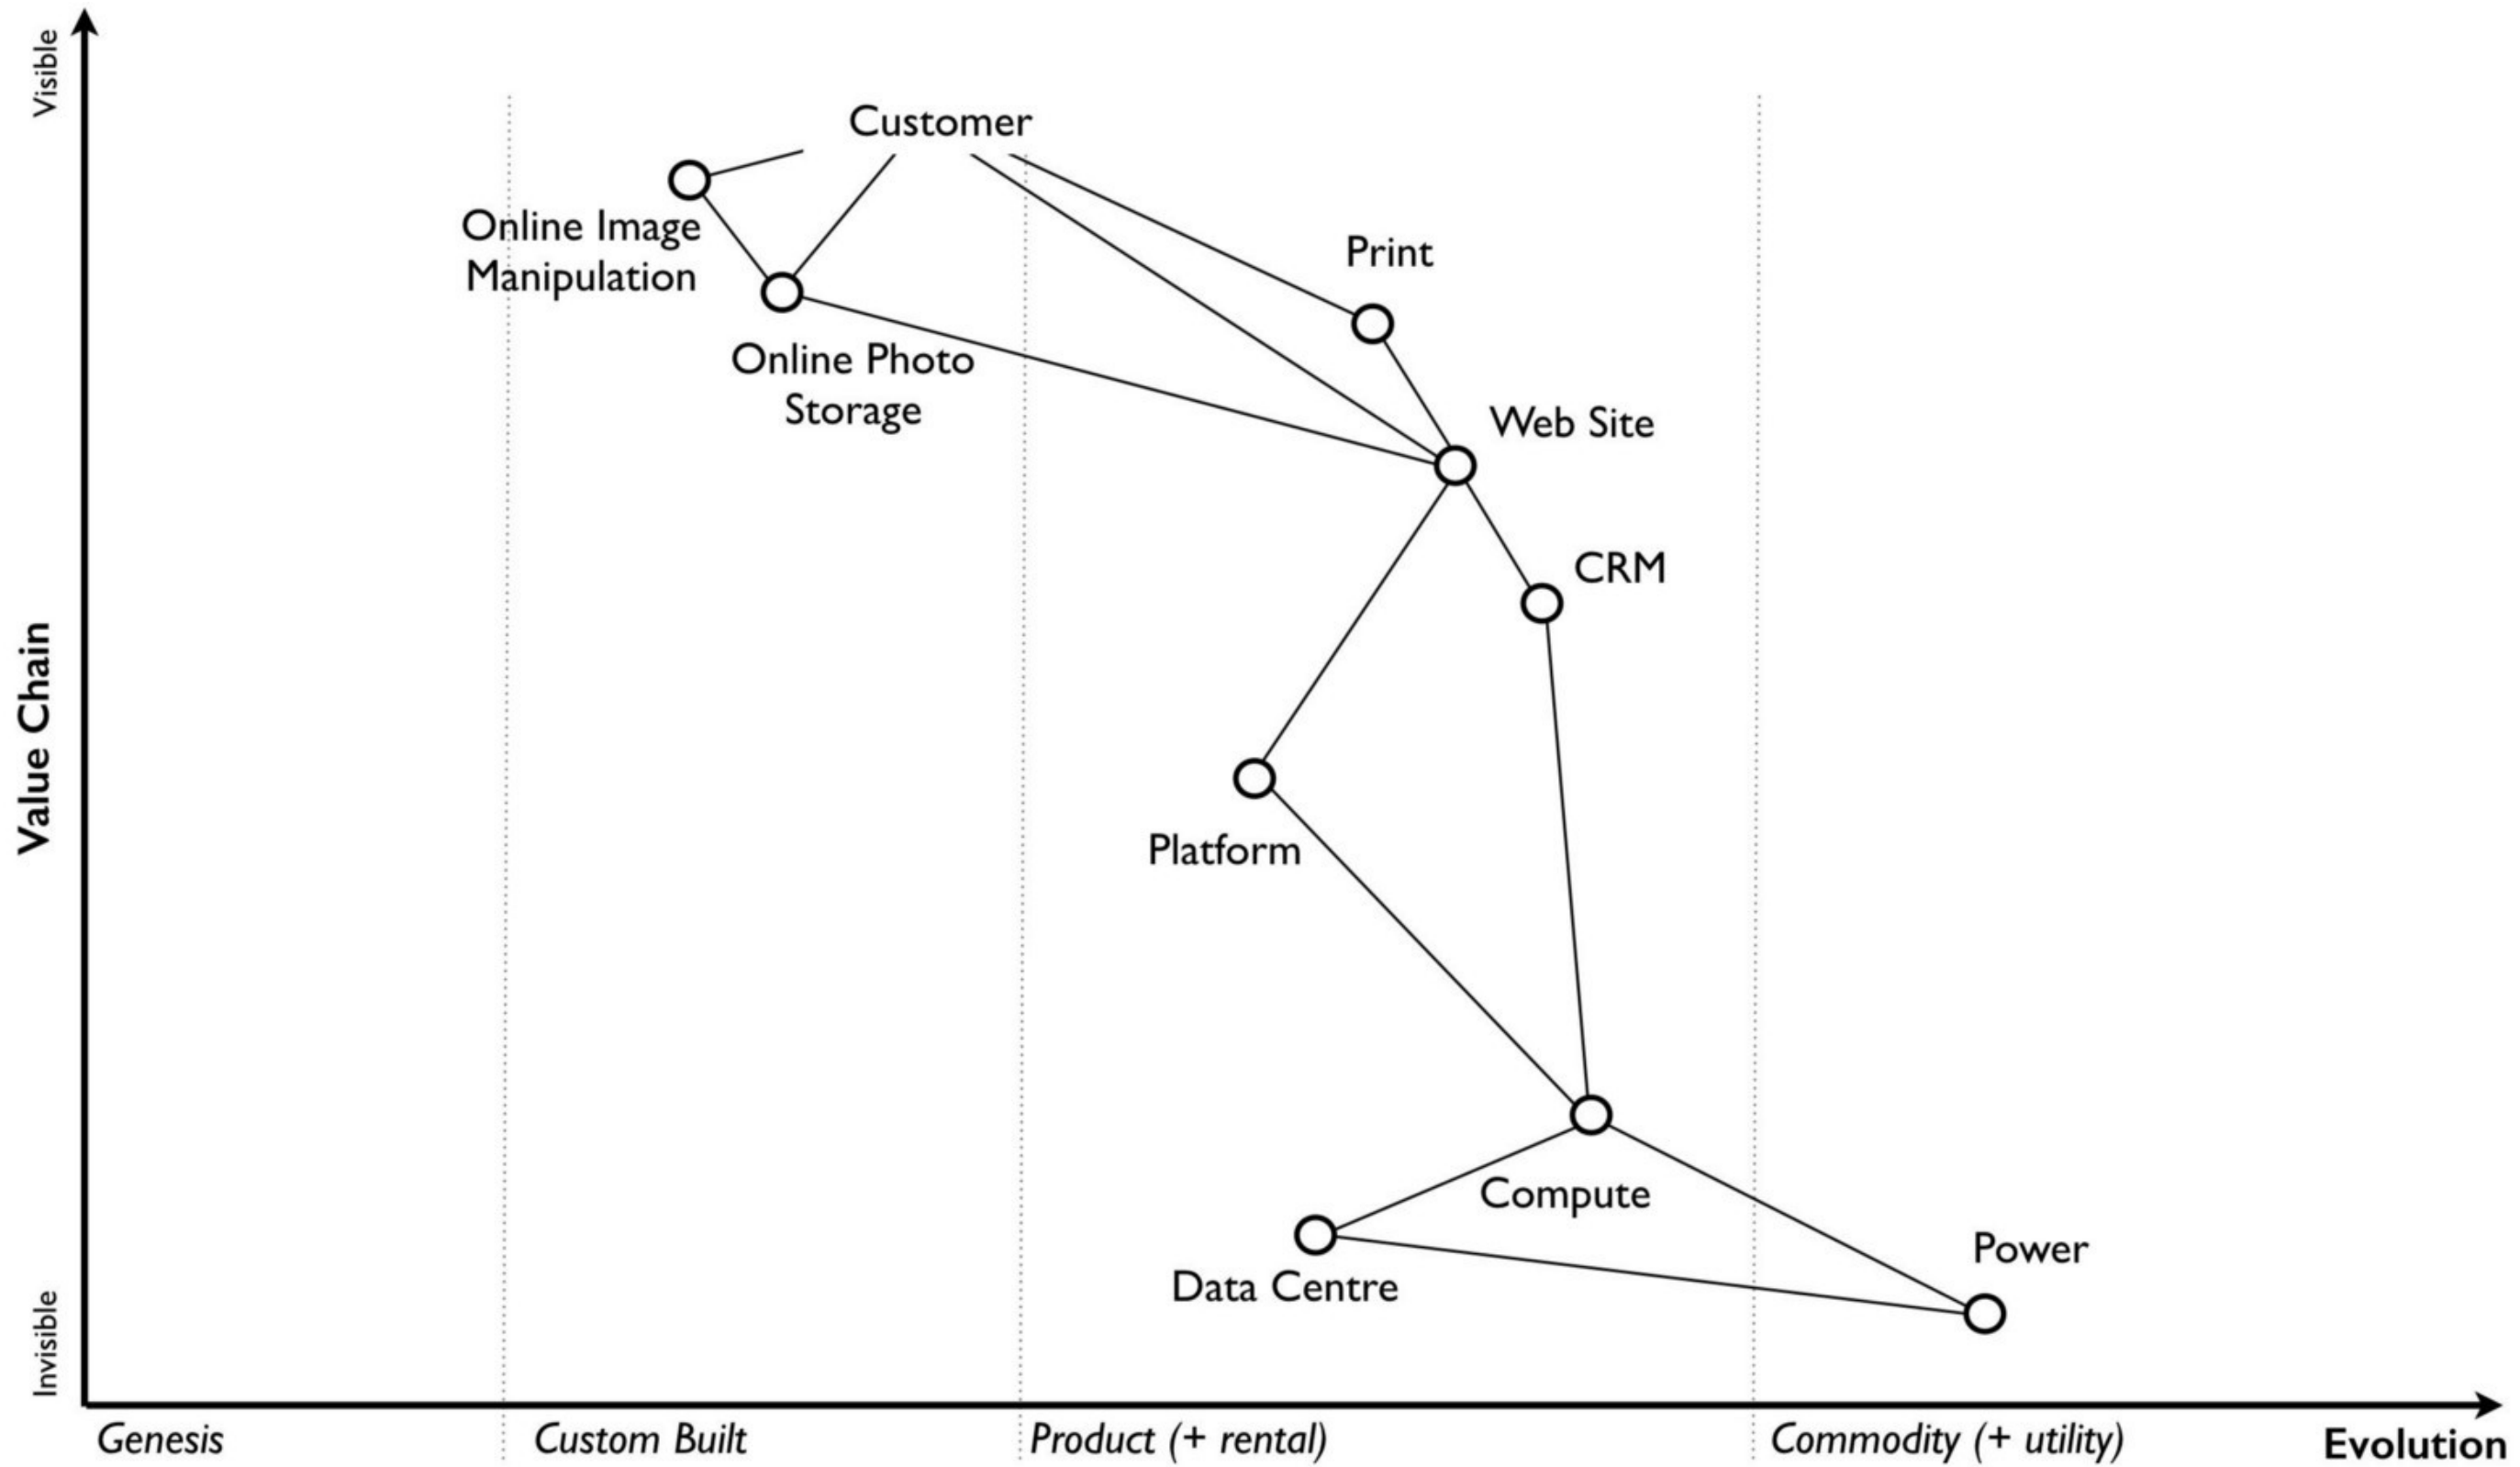 Visible
Customer
Online Image
Manipulation
Print
Online Photo
Storage
Web Site
CRM
Value Chain
Platform
Compute
Power
Data Centre
Invisible
Genesis
Custom Built
Product (+ rental)
Commodity (+ utility)
Evolution